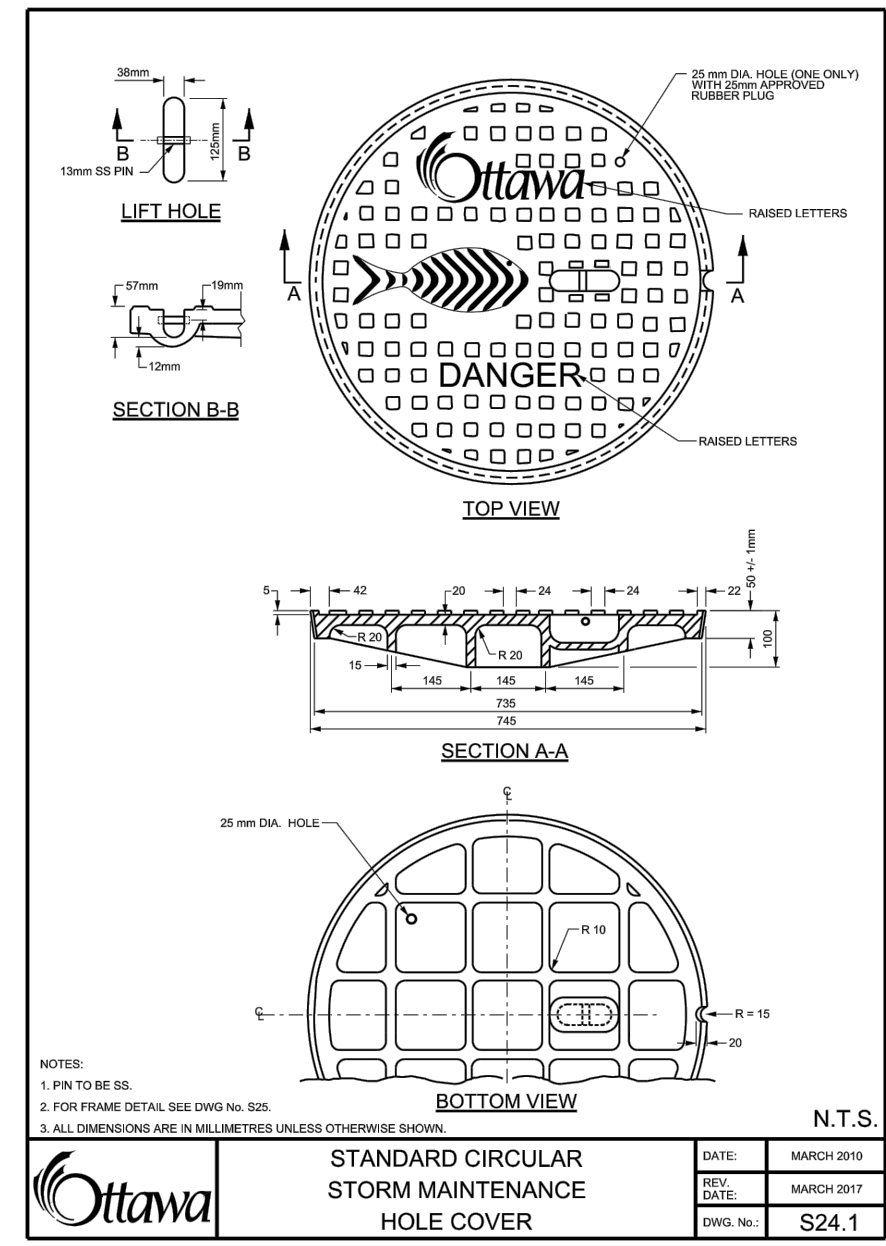 38mm
125mm
B
B
13mm SS PIN
LIFT HOLE
57mm
19mm
12mm
SECTION B-B
25 mm DIA. HOLE (ONE ONLY)
WITH 25mm APPROVED
RUBBER PLUG
Ottawa
RAISED LETTERS
A
A
DANGER
RAISED LETTERS
TOP VIEW
5
42
20
24
24
22
50 +/- 1mm
100
R 20
R 20
15
145
145
145
735
745
SECTION A-A
℄
25 mm DIA. HOLE
R 10
℄
R = 15
20
BOTTOM VIEW
NOTES:
1. PIN TO BE SS.
2. FOR FRAME DETAIL SEE DWG No. S25.
3. ALL DIMENSIONS ARE IN MILLIMETRES UNLESS OTHERWISE SHOWN.
N.T.S.
Ottawa
STANDARD CIRCULAR
STORM MAINTENANCE
HOLE COVER
DATE: MARCH 2010
REV.
DATE: MARCH 2017
DWG. No.: S24.1